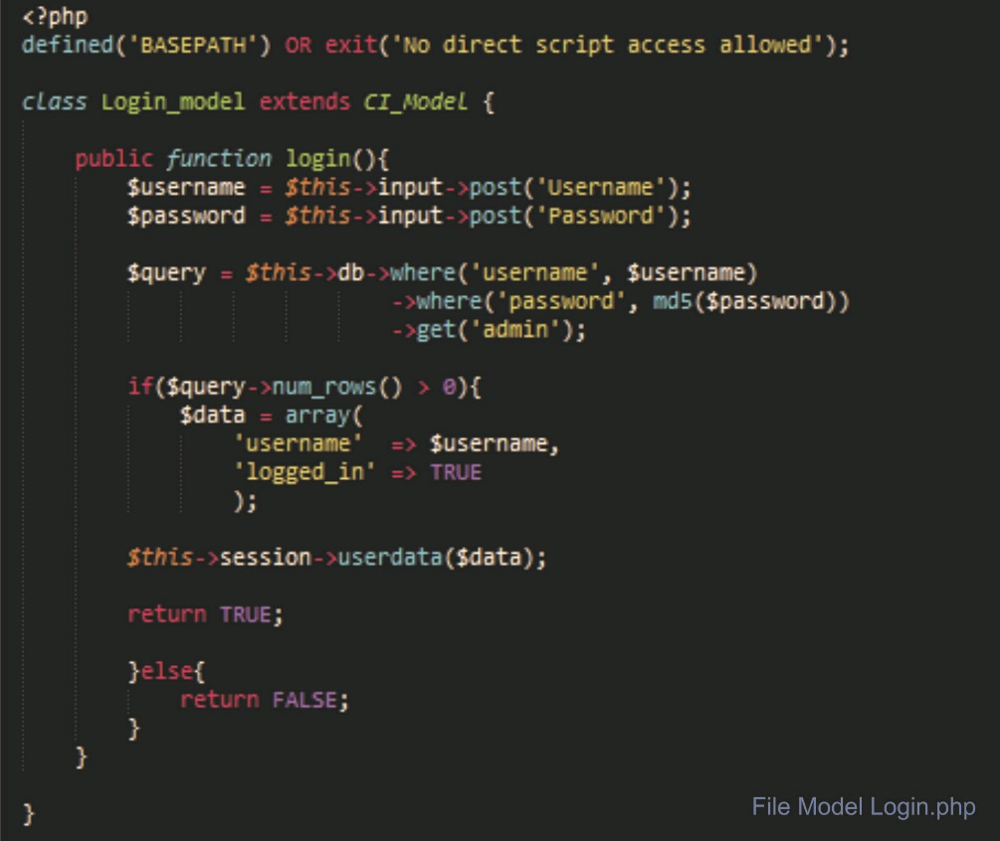 <?php
defined('BASEPATH') OR exit('No direct script access allowed');
class Login_model extends CI_Model {
public function login(){
$username = $this->input->post('Username');
$password = $this->input->post('Password');
$query = $this->db->where('username', $username)
->where('password', md5($password))
->get('admin');
if($query->num_rows() > 0){
$data = array(
'username' => $username,
'logged_in' => TRUE
);
$this->session->userdata($data);
return TRUE;
}else{
return FALSE;
}
}
}
File Model Login.php